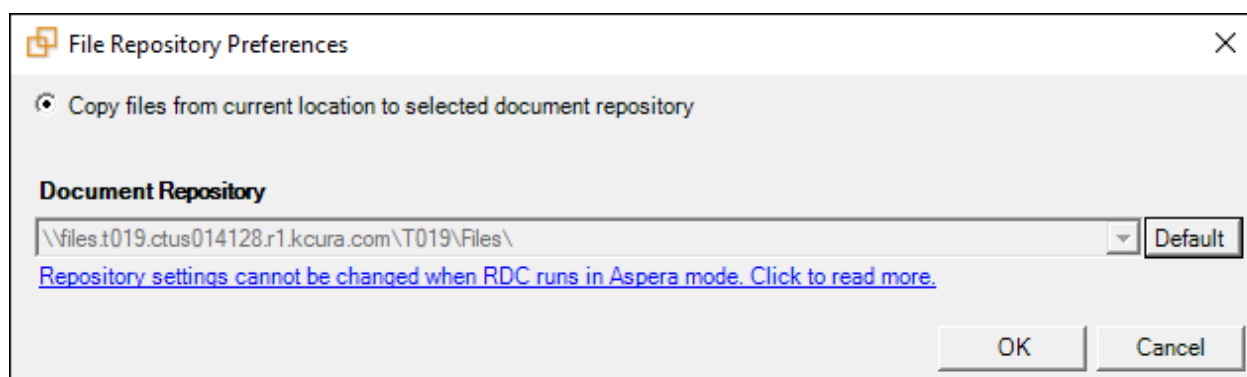 File Repository Preferences
Copy files from current location to selected document repository
Document Repository
\\files.t019.ctus014128.r1.kcura.com\T019\Files\
Default
Repository settings cannot be changed when RDC runs in Aspera mode. Click to read more.
OK
Cancel